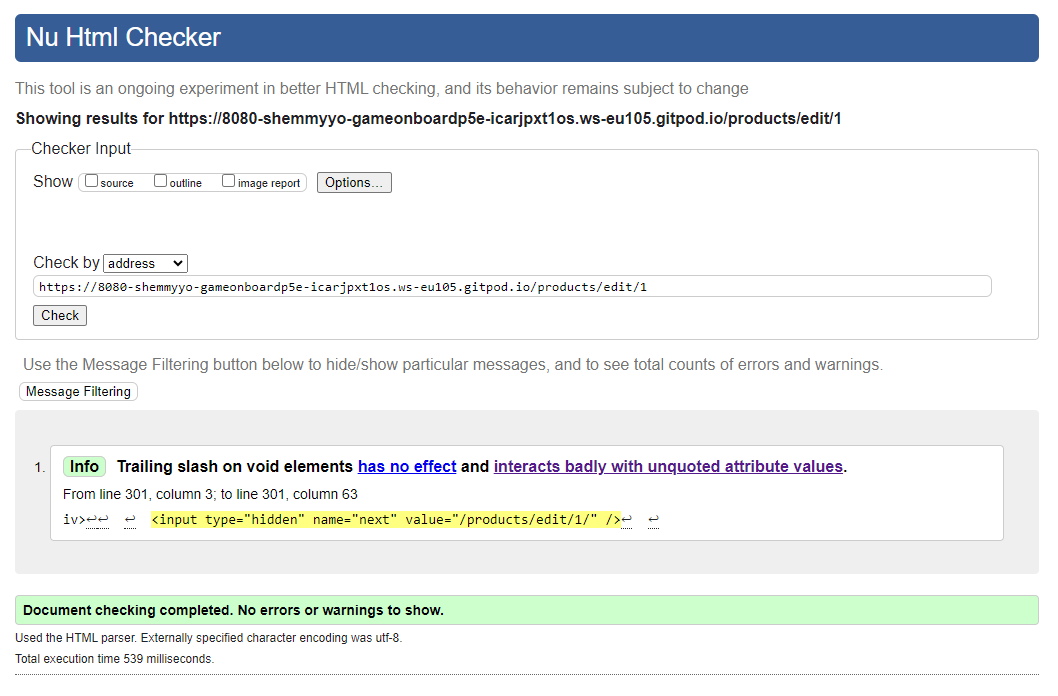 Nu Html Checker
This tool is an ongoing experiment in better HTML checking, and its behavior remains subject to change
Showing results for https://8080-shemmyyo-gameonboardp5e-icarjpxt1os.ws-eu105.gitpod.io/products/edit/1
Checker Input
Show source outline image report Options...
Check by address
https://8080-shemmyyo-gameonboardp5e-icarjpxt1os.ws-eu105.gitpod.io/products/edit/1
Check
Use the Message Filtering button below to hide/show particular messages, and to see total counts of errors and warnings.
Message Filtering
1. Info Trailing slash on void elements has no effect and interacts badly with unquoted attribute values.
From line 301, column 3; to line 301, column 63
iv>↩↩ ↩ <input type="hidden" name="next" value="/products/edit/1/" />↩ ↩
Document checking completed. No errors or warnings to show.
Used the HTML parser. Externally specified character encoding was utf-8.
Total execution time 539 milliseconds.